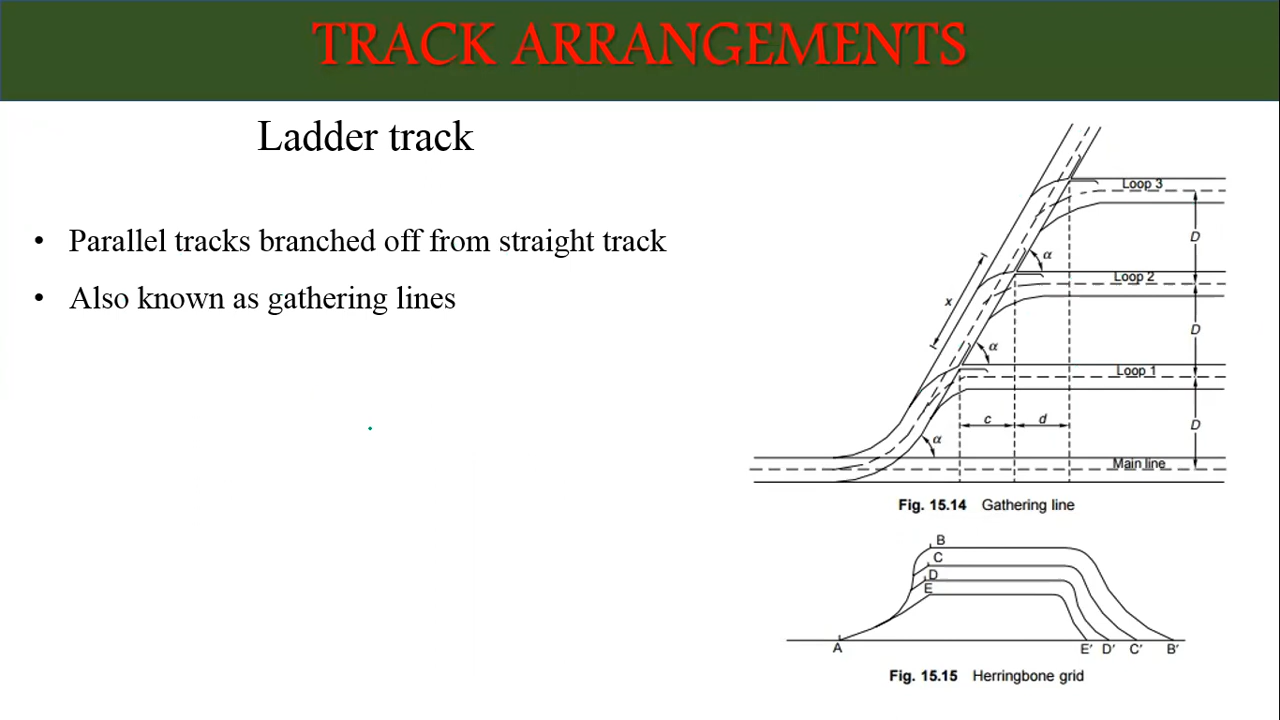 TRACK ARRANGEMENTS
Ladder track
• Parallel tracks branched off from straight track
• Also known as gathering lines
Loop 3
D
α
Loop 2
x
D
α
Loop 1
c d
D
α
Main line
Fig. 15.14 Gathering line
B
C
D
E
A E′ D′ C′ B′
Fig. 15.15 Herringbone grid